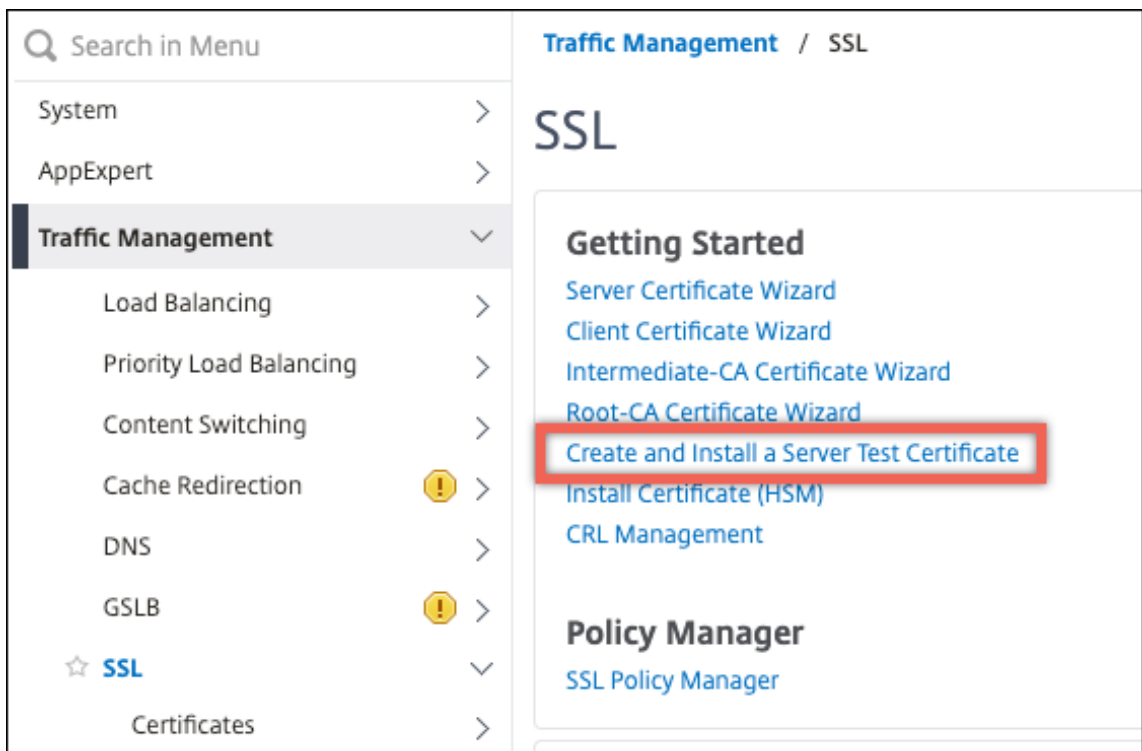 Search in Menu
System
AppExpert
Traffic Management
Load Balancing
Priority Load Balancing
Content Switching
Cache Redirection
DNS
GSLB
SSL
Certificates
Traffic Management / SSL
SSL
Getting Started
Server Certificate Wizard
Client Certificate Wizard
Intermediate-CA Certificate Wizard
Root-CA Certificate Wizard
Create and Install a Server Test Certificate
Install Certificate (HSM)
CRL Management
Policy Manager
SSL Policy Manager